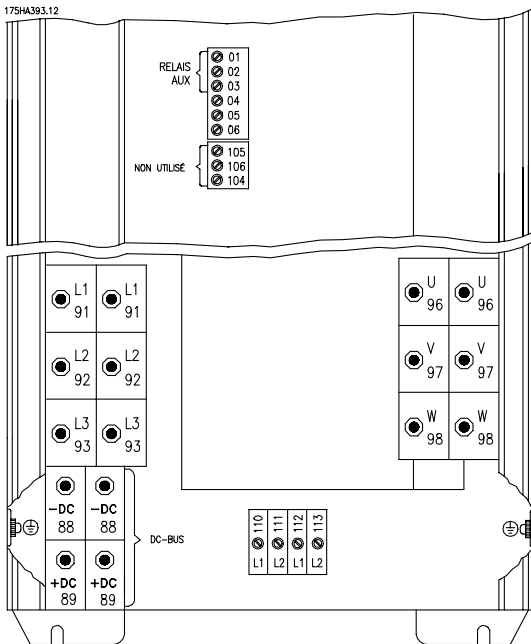 175HA393.12
RELAIS
AUX
01
02
03
04
05
06
NON UTILISÉ
105
106
104
L1 L1
91 91
L2 L2
92 92
L3 L3
93 93
U U
96 96
V V
97 97
W W
98 98
-DC -DC
88 88
DC-BUS
+DC +DC
89 89
110 111 112 113
L1 L2 L1 L2